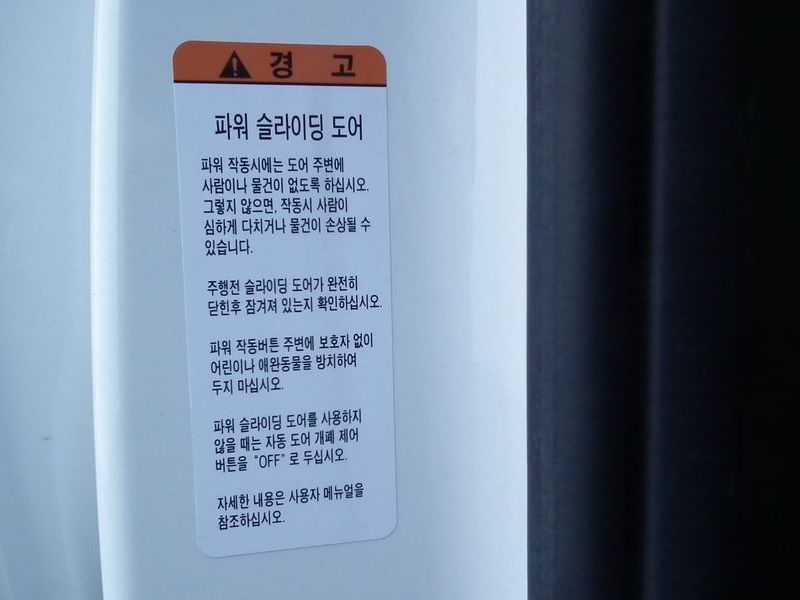 경 고
파워 슬라이딩 도어
파워 작동시에는 도어 주변에
사람이나 물건이 없도록 하십시오.
그렇지 않으면, 작동시 사람이
심하게 다치거나 물건이 손상될 수
있습니다.
주행전 슬라이딩 도어가 완전히
닫힌후 잠겨져 있는지 확인하십시오.
파워 작동버튼 주변에 보호자 없이
어린이나 애완동물을 방치하여
두지 마십시오.
파워 슬라이딩 도어를 사용하지
않을 때는 자동 도어 개폐 제어
버튼을 "OFF" 로 두십시오.
자세한 내용은 사용자 메뉴얼을
참조하십시오.